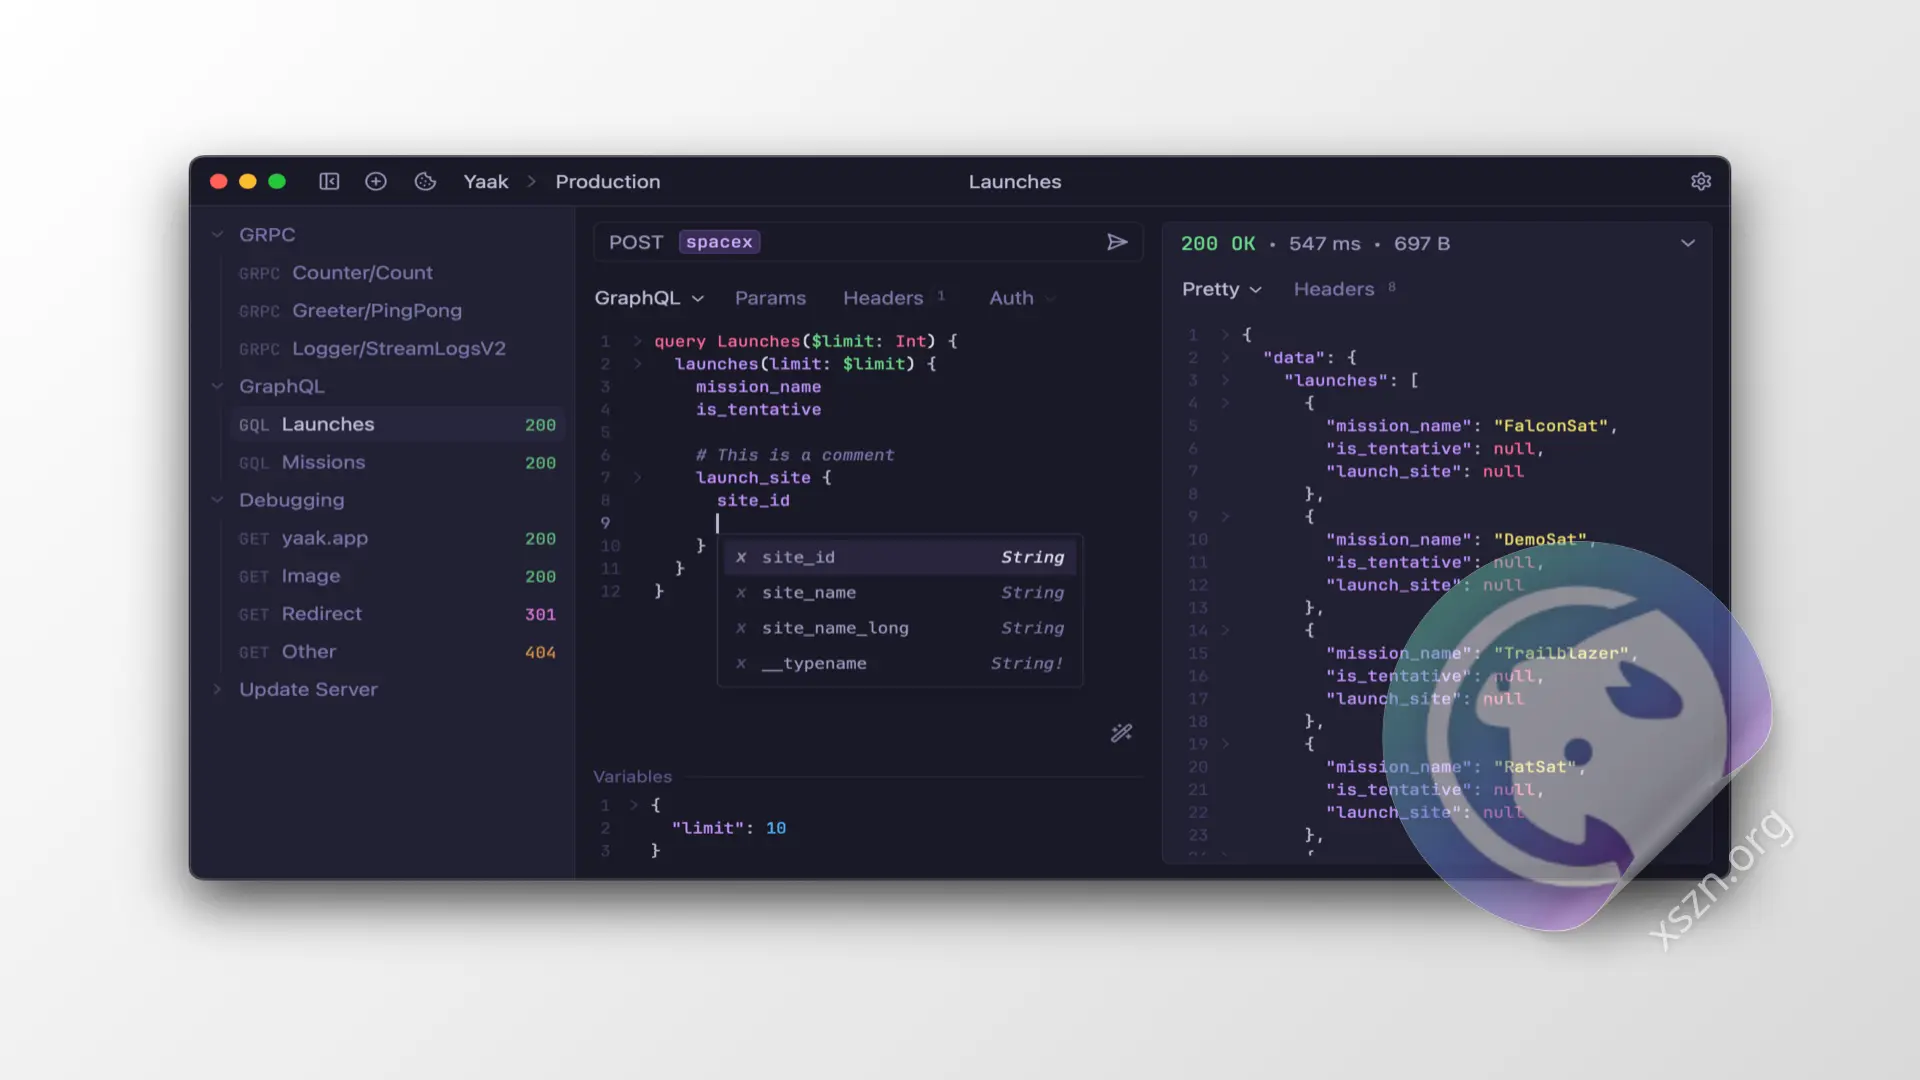 Yaak > Production
Launches
GRPC
GRPC Counter/Count
GRPC Greeter/PingPong
GRPC Logger/StreamLogsV2
GraphQL
GQL Launches 200
GQL Missions 200
Debugging
GET yaak.app 200
GET Image 200
GET Redirect 301
GET Other 404
Update Server
POST spacex
GraphQL Params Headers 1 Auth
1 query Launches($limit: Int) {
2 launches(limit: $limit) {
3 mission_name
4 is_tentative
5
6 # This is a comment
7 launch_site {
8 site_id
9
10 }
11 }
12 }
x site_id String
x site_name String
x site_name_long String
x __typename String!
Variables
1 {
2 "limit": 10
3 }
200 OK • 547 ms • 697 B
Pretty Headers 8
1 {
2 "data": {
3 "launches": [
4 {
5 "mission_name": "FalconSat",
6 "is_tentative": null,
7 "launch_site": null
8 },
9 {
10 "mission_name": "DemoSat",
11 "is_tentative": null,
12 "launch_site": null
13 },
14 {
15 "mission_name": "Trailblazer",
16 "is_tentative": null,
17 "launch_site": null
18 },
19 {
20 "mission_name": "RatSat",
21 "is_tentative": null,
22 "launch_site": null
23 },
xszn.org